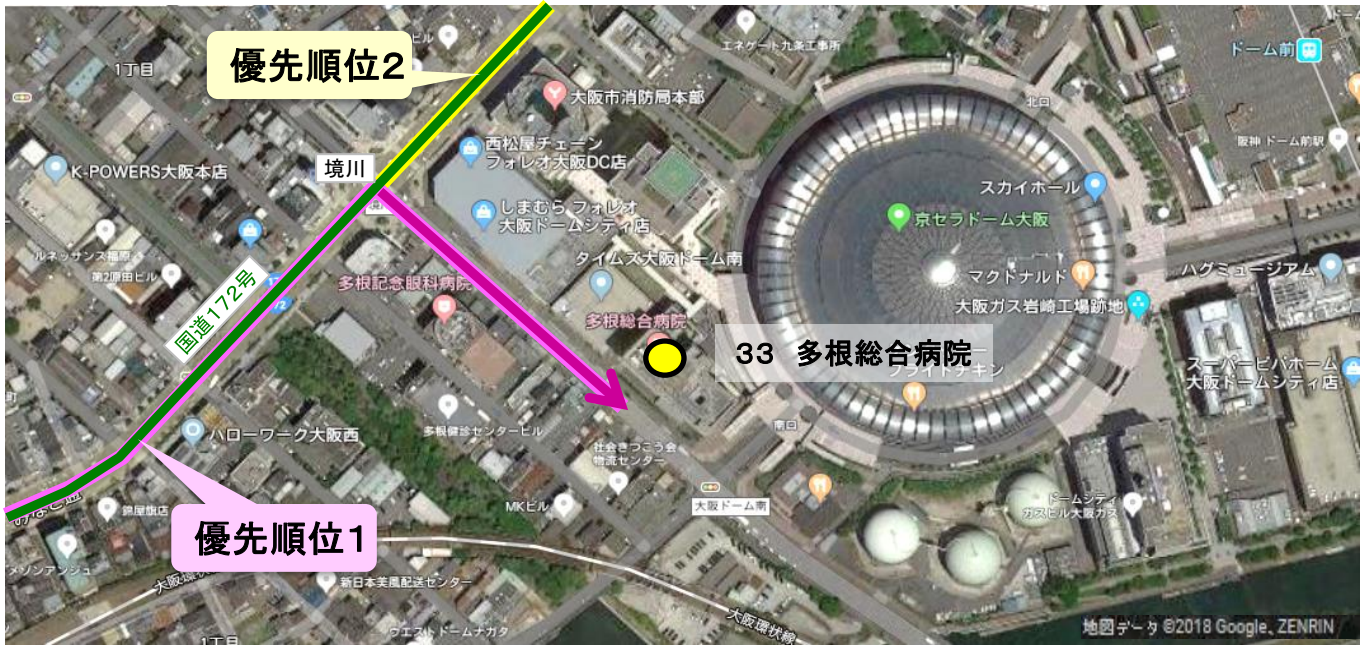 ビル
エネゲート九条工事所
ドーム前
1丁目
優先順位2
大阪市消防局本部
北口
阪神 ドーム前駅
西松屋チェーン
フォレオ大阪DC店
境川
K-POWERS大阪本店
スカイホール
しまむら フォレオ
大阪ドームシティ店
京セラドーム大阪
ルネッサンス福原
第2原田ビル
タイムズ大阪ドーム南
マクドナルド
ハグミュージアム
多根記念眼科病院
大阪ガス岩崎工場跡地
国道172号
多根総合病院
33 多根総合病院
フライドチキン
スーパービバホーム
大阪ドームシティ店
ハローワーク大阪西
多根健診センタービル
南口
社会きつこう会
物流センター
みなと通
錦屋旗店
MKビル
大阪ドーム南
ドームシティ
ガスビル大阪ガス
優先順位1
メゾンアンジュ
大阪環状線
新日本美風配送センター
大阪環状線
ウエストドームナガタ
1丁目
地図データ ©2018 Google、ZENRIN